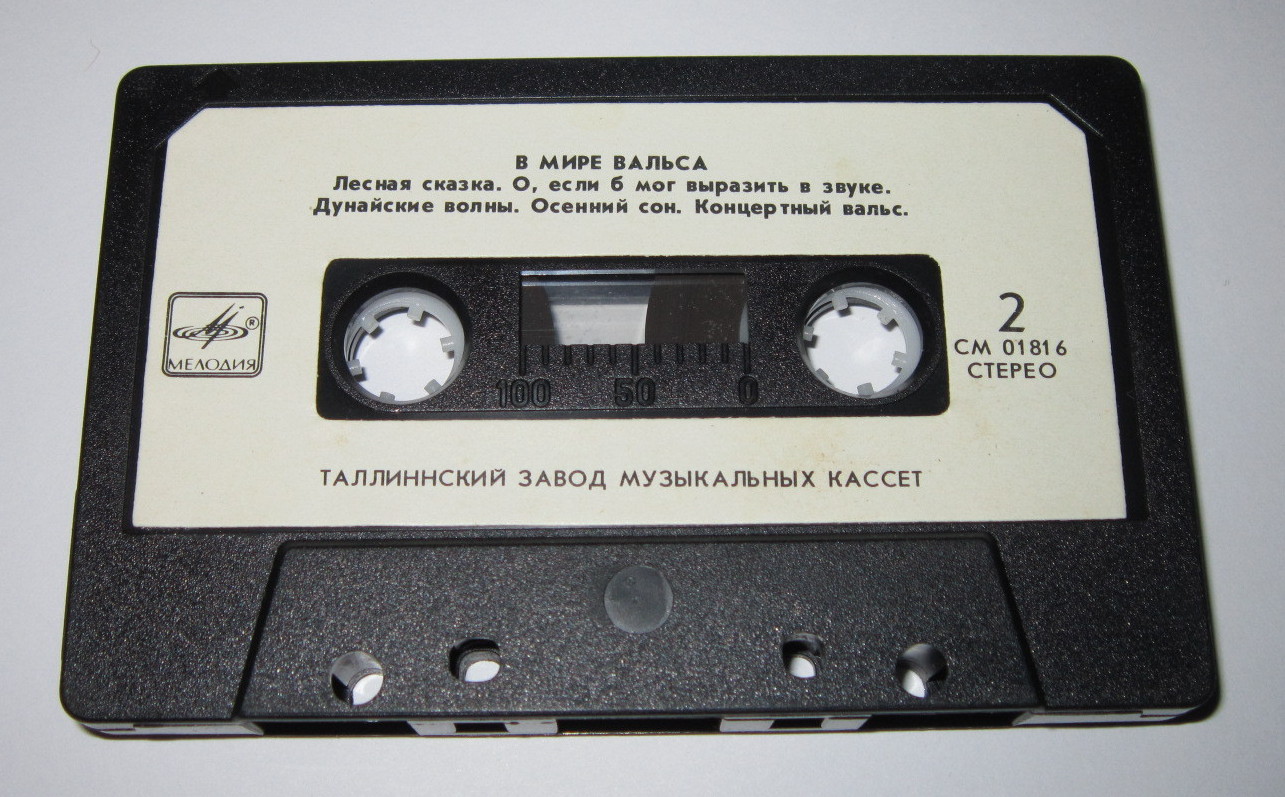 В МИРЕ ВАЛЬСА
Лесная сказка. О, если б мог выразить в звуке.
Дунайские волны. Осенний сон. Концертный вальс.
МЕЛОДИЯ
®
2
СМ 01816
СТЕРЕО
100 50 0
ТАЛЛИННСКИЙ ЗАВОД МУЗЫКАЛЬНЫХ КАССЕТ